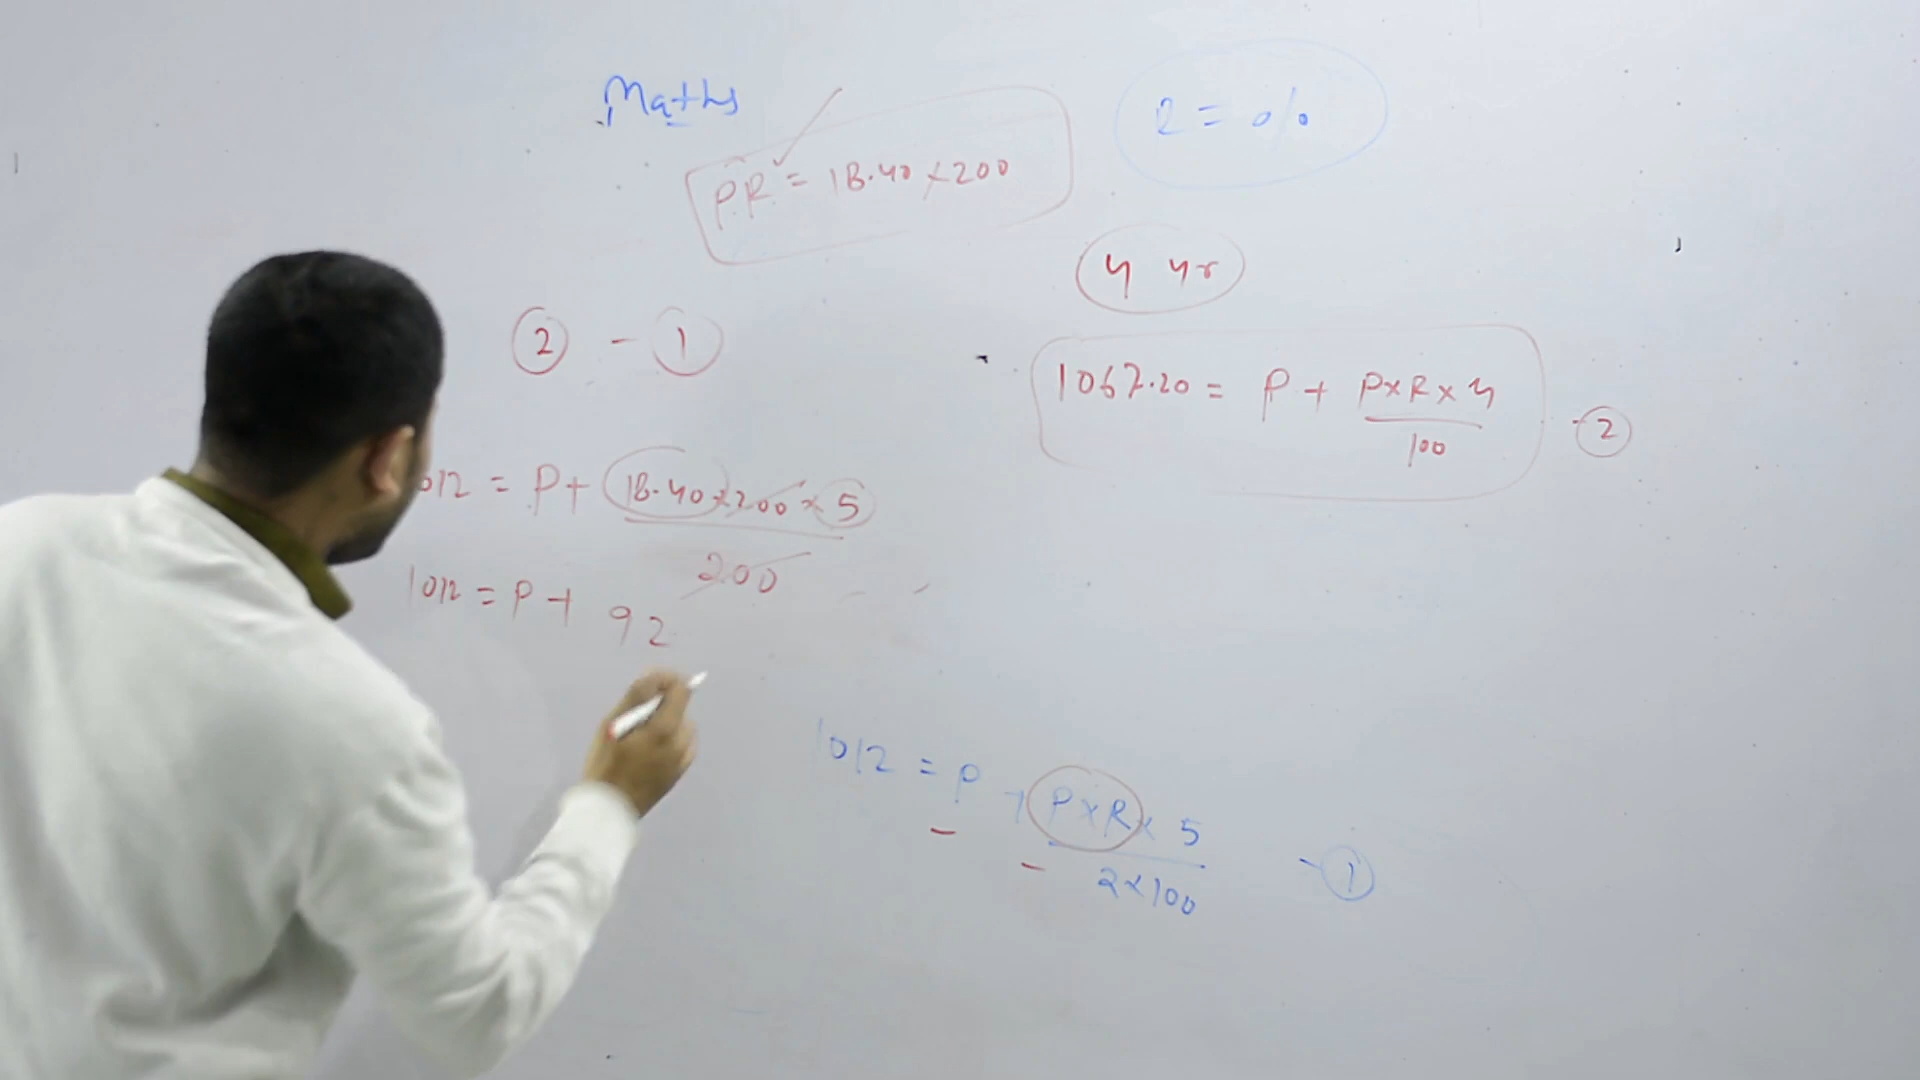 Maths
2 = %
PR = 18.40 × 200
4 yr
2 - 1
1067.20 = P + P×R×4
100
- 2
012 = P + 18.40×200×5
200
1012 = P + 92
1012 = P + P×R × 5
2×100
- 1